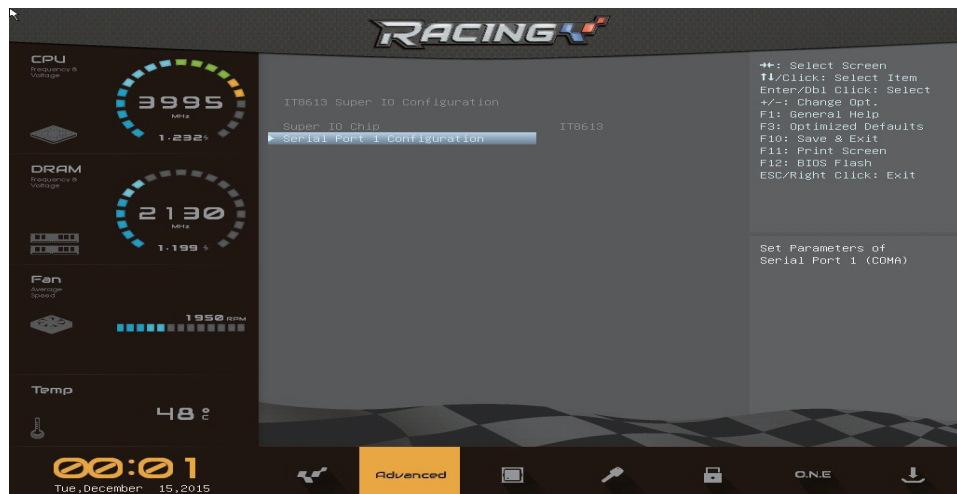 RACING
CPU
Frequency &
Voltage
3995
MHz
1.232
DRAM
Frequency &
Voltage
2130
MHz
1.199
Fan
Average
Speed
1950 RPM
Temp
48 °C
00:01
Tue,December 15,2015
IT8613 Super IO Configuration
Super IO Chip IT8613
Serial Port 1 Configuration
→←: Select Screen
↑↓/Click: Select Item
Enter/Dbl Click: Select
+/-: Change Opt.
F1: General Help
F3: Optimized Defaults
F10: Save & Exit
F11: Print Screen
F12: BIOS Flash
ESC/Right Click: Exit
Set Parameters of
Serial Port 1 (COMA)
Advanced
O.N.E